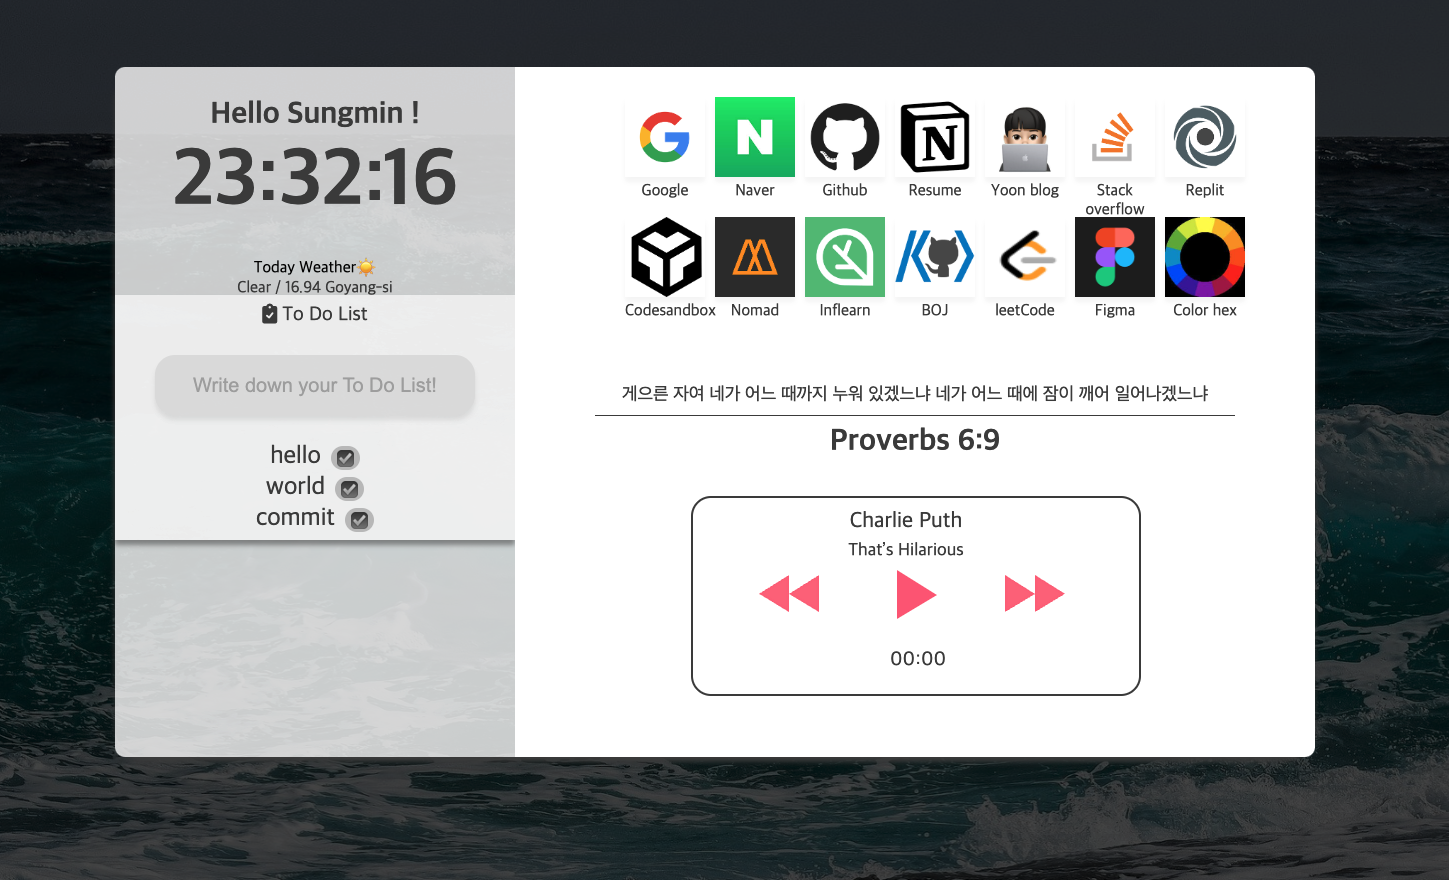 Hello Sungmin !
23:32:16
Today Weather☀️
Clear / 16.94 Goyang-si
To Do List
Write down your To Do List!
hello
world
commit
N
N
Google
Naver
Github
Resume
Yoon blog
Stack
overflow
Replit
Codesandbox
Nomad
Inflearn
BOJ
leetCode
Figma
Color hex
게으른 자여 네가 어느 때까지 누워 있겠느냐 네가 어느 때에 잠이 깨어 일어나겠느냐
Proverbs 6:9
Charlie Puth
That's Hilarious
00:00